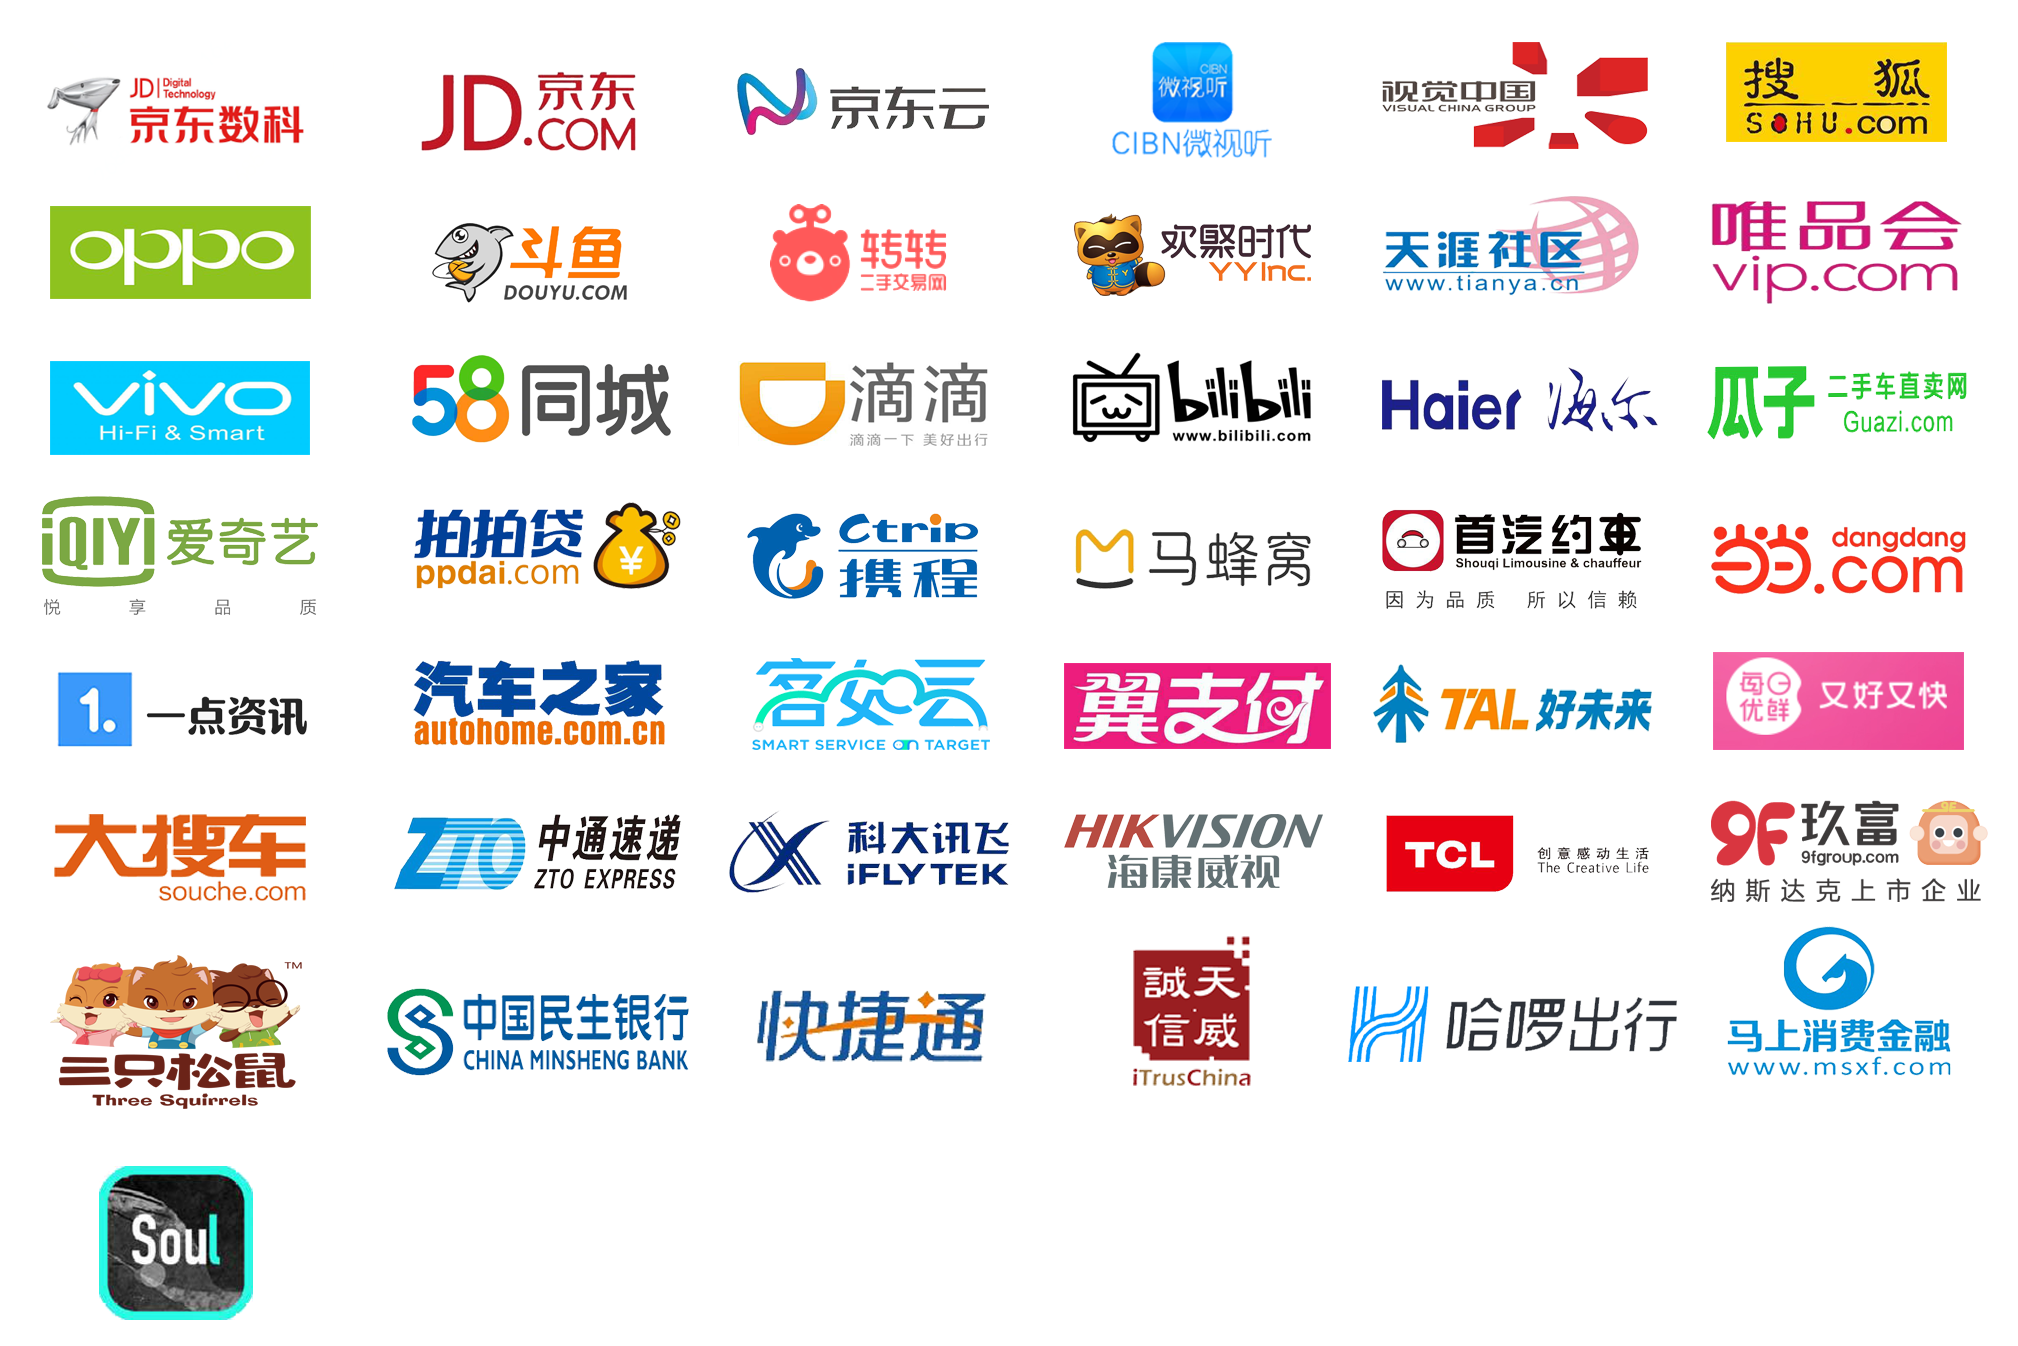 JD Digital Technology
京东数科
JD.COM 京东
京东云
CIBN
微视听
CIBN微视听
视觉中国
VISUAL CHINA GROUP
搜狐
SOHU.com
oppo
斗鱼
DOUYU.COM
转转
二手交易网
欢聚时代
YY Inc.
天涯社区
www.tianya.cn
唯品会
vip.com
vivo
Hi-Fi & Smart
58同城
滴滴
滴滴一下 美好出行
bilibili
www.bilibili.com
Haier 海尔
瓜子 二手车直卖网
Guazi.com
iQIYI 爱奇艺
悦享品质
拍拍贷
ppdai.com
¥
Ctrip
携程
马蜂窝
首汽约車
Shouqi Limousine & chauffeur
因为品质 所以信赖
当当
dangdang
.com
1.
一点资讯
汽车之家
autohome.com.cn
客如云
SMART SERVICE on TARGET
翼支付
TAL 好未来
每日优鲜
又好又快
大搜车
souche.com
ZTO 中通速递
ZTO EXPRESS
科大讯飞
iFLYTEK
HIKVISION
海康威视
TCL
创意感动生活
The Creative Life
9F 玖富
9fgroup.com
9F
纳斯达克上市企业
TM
三只松鼠
Three Squirrels
中国民生银行
CHINA MINSHENG BANK
快捷通
誠天
信威
iTrusChina
哈啰出行
马上消费金融
www.msxf.com
Soul